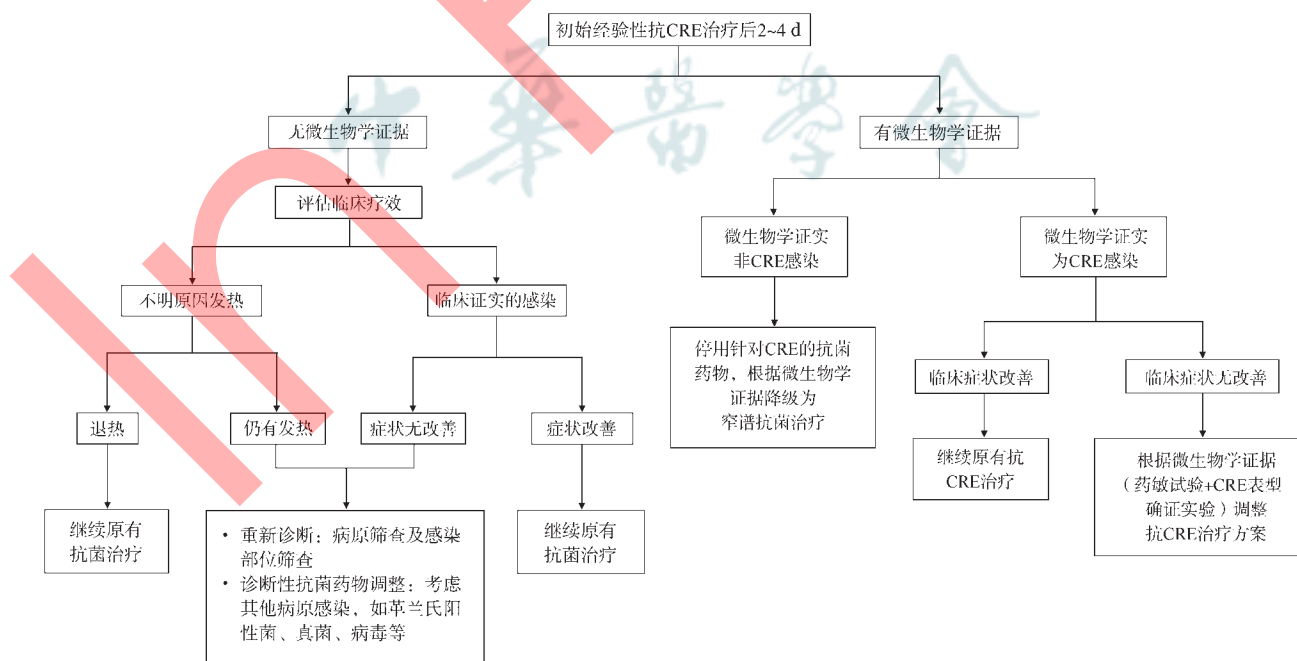 初始经验性抗CRE治疗后2~4 d
中華醫學會
无微生物学证据
有微生物学证据
评估临床疗效
微生物学证实
非CRE感染
微生物学证实
为CRE感染
不明原因发热
临床证实的感染
停用针对CRE的抗菌
药物，根据微生物学
证据降级为
窄谱抗菌治疗
临床症状改善
临床症状无改善
退热
仍有发热
症状无改善
症状改善
继续原有抗
CRE治疗
根据微生物学证据
（药敏试验+CRE表型
确证实验）调整
抗CRE治疗方案
继续原有
抗菌治疗
• 重新诊断：病原筛查及感染
部位筛查
• 诊断性抗菌药物调整：考虑
其他病原感染，如革兰氏阳
性菌、真菌、病毒等
继续原有
抗菌治疗
In